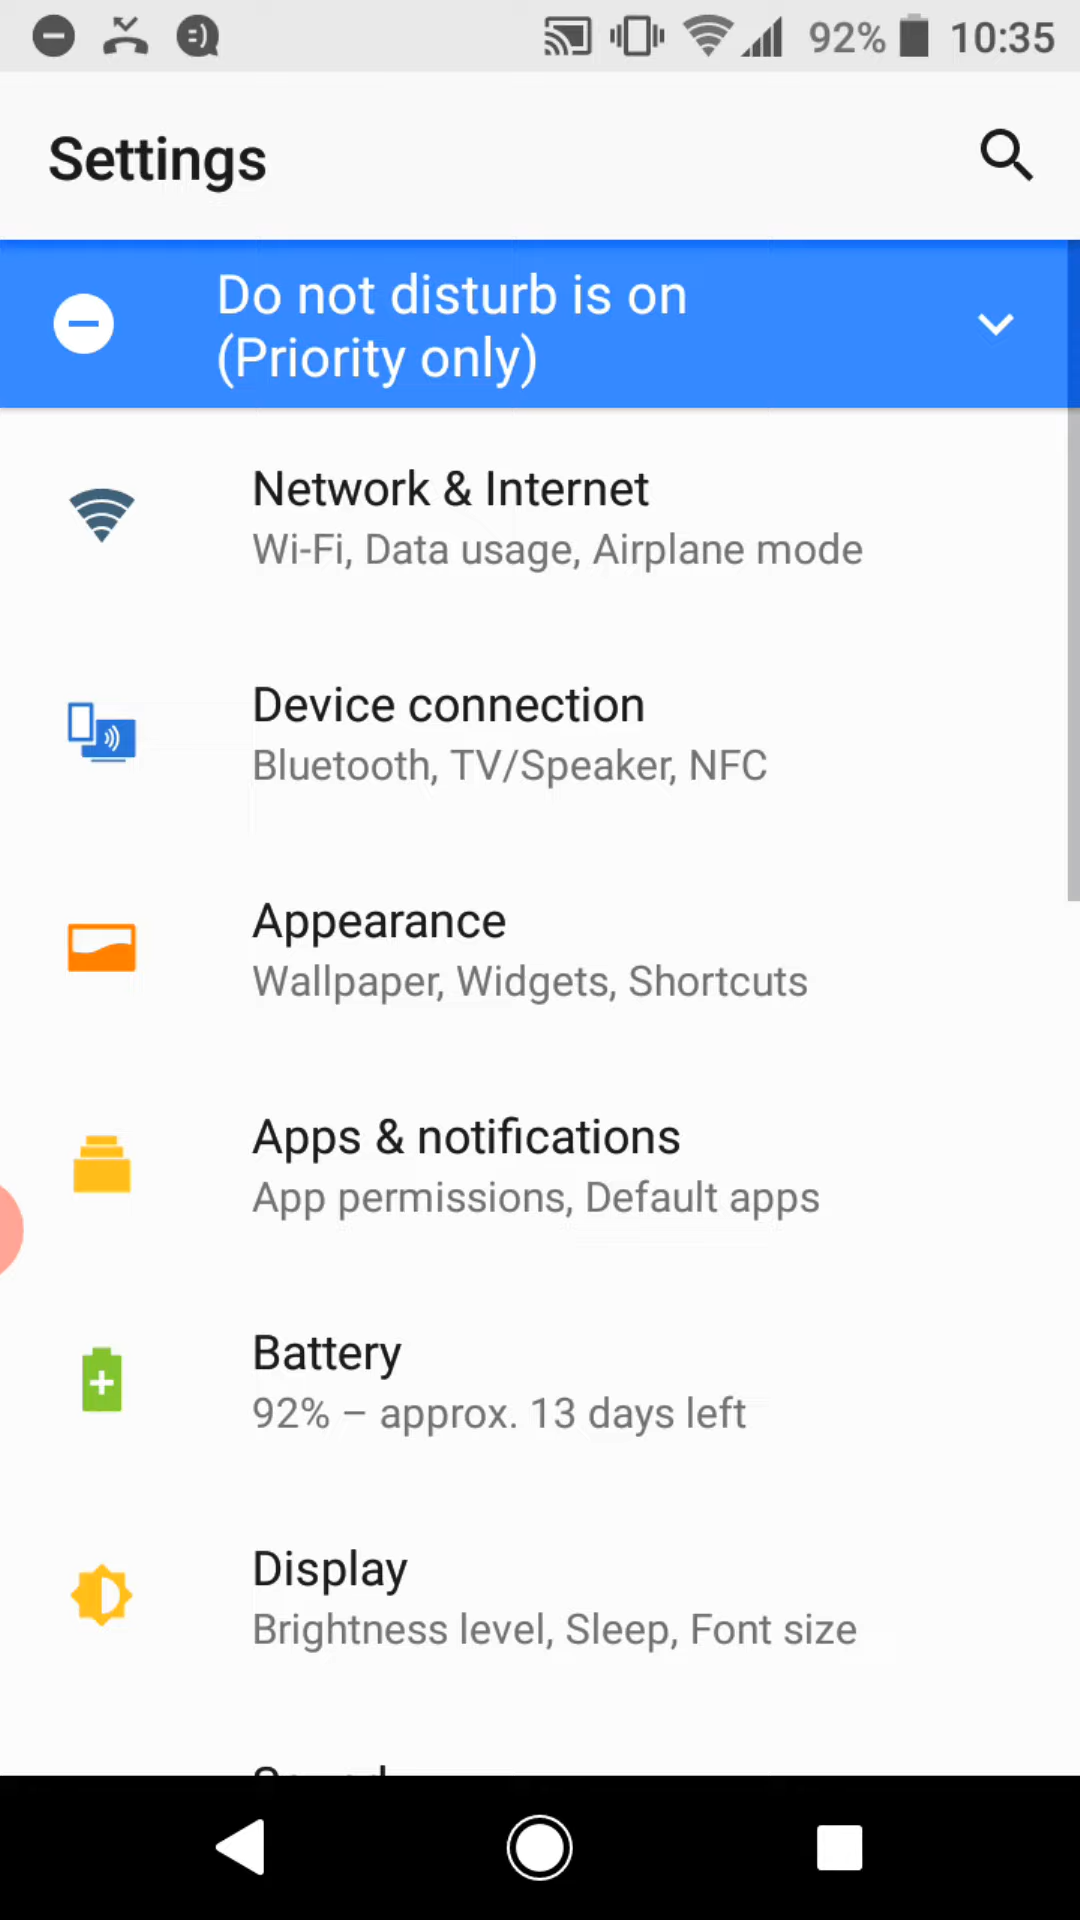 92% 10:35
Settings
Do not disturb is on
(Priority only)
Network & Internet
Wi-Fi, Data usage, Airplane mode
Device connection
Bluetooth, TV/Speaker, NFC
Appearance
Wallpaper, Widgets, Shortcuts
Apps & notifications
App permissions, Default apps
Battery
92% – approx. 13 days left
Display
Brightness level, Sleep, Font size